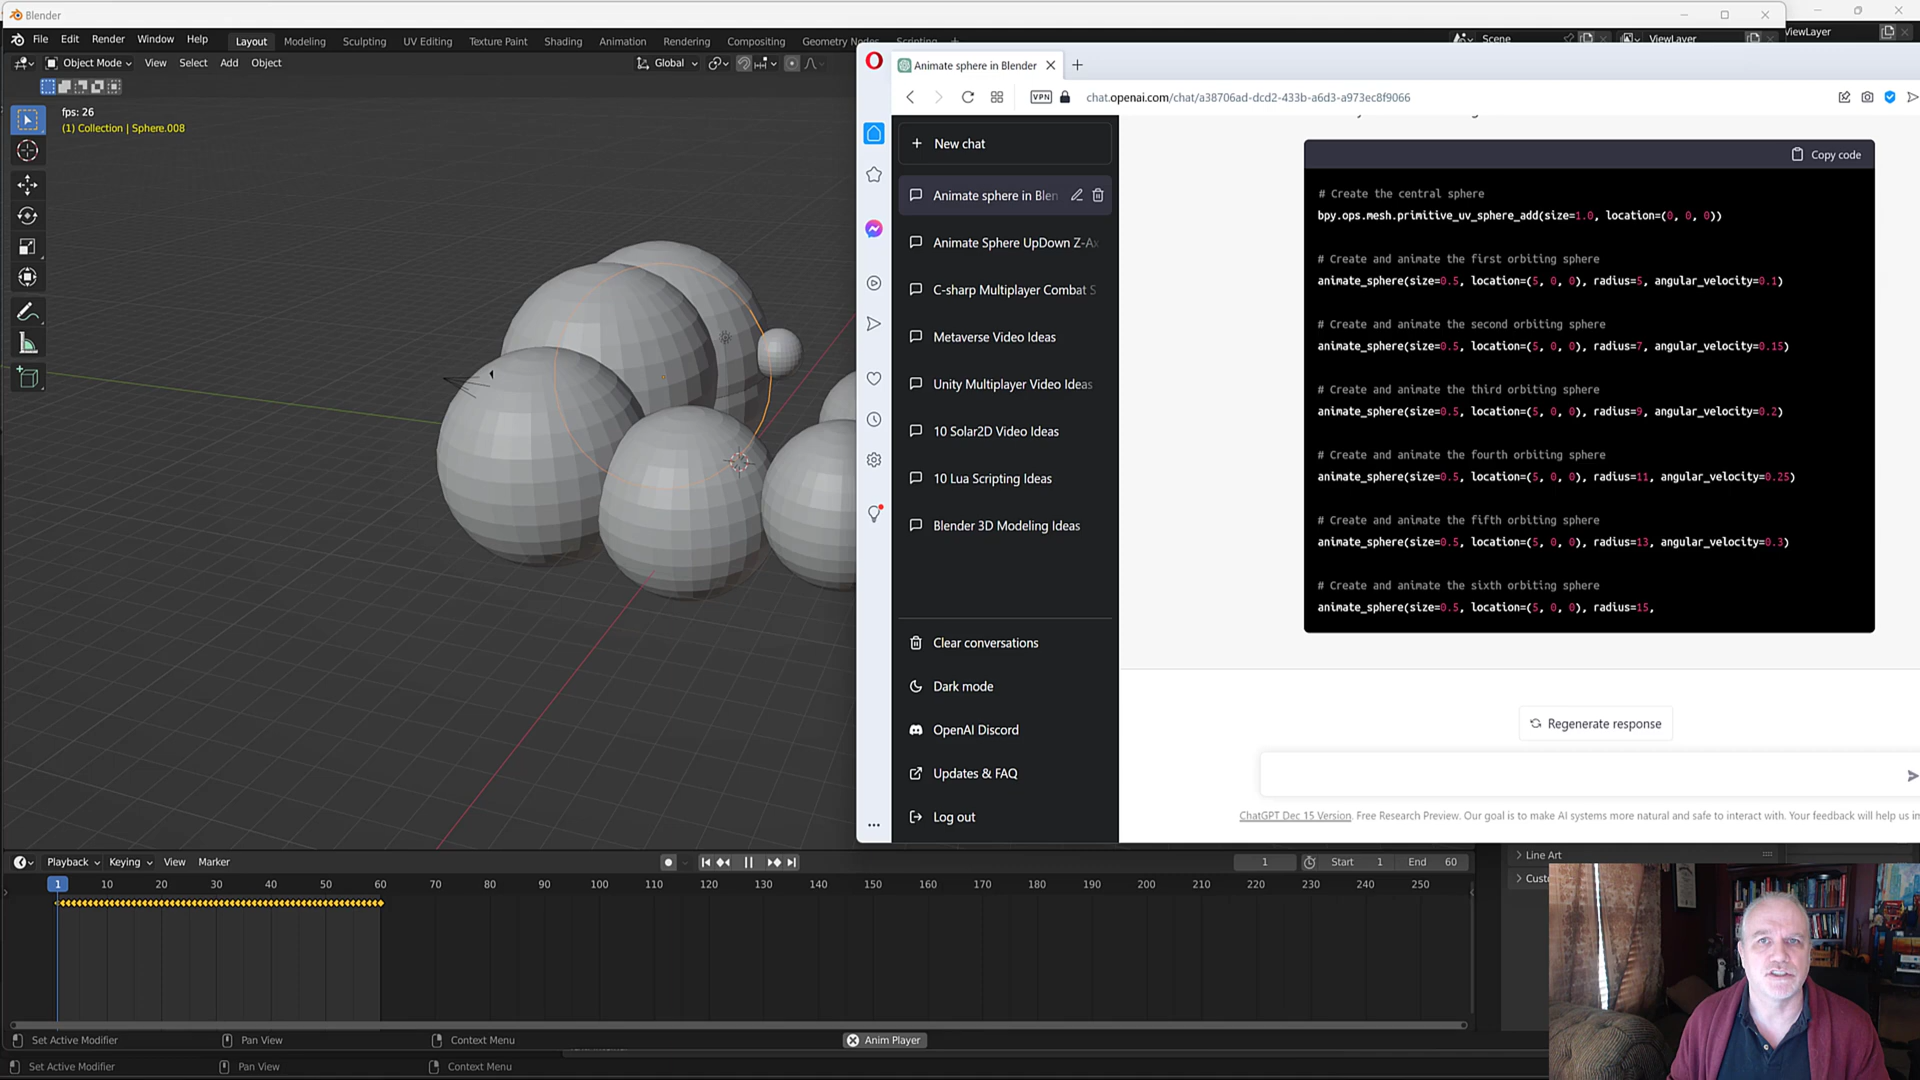 Blender
File Edit Render Window Help
Layout Modeling Sculpting UV Editing Texture Paint Shading Animation Rendering Compositing Geometry Nodes Scripting +
Scene
ViewLayer
ViewLayer
Object Mode View Select Add Object
Global
fps: 26
(1) Collection | Sphere.008
Animate sphere in Blender
VPN
chat.openai.com/chat/a38706ad-dcd2-433b-a6d3-a973ec8f9066
New chat
Animate sphere in Blen
Animate Sphere UpDown Z-Ax
C-sharp Multiplayer Combat S
Metaverse Video Ideas
Unity Multiplayer Video Ideas
10 Solar2D Video Ideas
10 Lua Scripting Ideas
Blender 3D Modeling Ideas
Clear conversations
Dark mode
OpenAI Discord
Updates & FAQ
Log out
Copy code
# Create the central sphere
bpy.ops.mesh.primitive_uv_sphere_add(size=1.0, location=(0, 0, 0))
# Create and animate the first orbiting sphere
animate_sphere(size=0.5, location=(5, 0, 0), radius=5, angular_velocity=0.1)
# Create and animate the second orbiting sphere
animate_sphere(size=0.5, location=(5, 0, 0), radius=7, angular_velocity=0.15)
# Create and animate the third orbiting sphere
animate_sphere(size=0.5, location=(5, 0, 0), radius=9, angular_velocity=0.2)
# Create and animate the fourth orbiting sphere
animate_sphere(size=0.5, location=(5, 0, 0), radius=11, angular_velocity=0.25)
# Create and animate the fifth orbiting sphere
animate_sphere(size=0.5, location=(5, 0, 0), radius=13, angular_velocity=0.3)
# Create and animate the sixth orbiting sphere
animate_sphere(size=0.5, location=(5, 0, 0), radius=15,
Regenerate response
ChatGPT Dec 15 Version. Free Research Preview. Our goal is to make AI systems more natural and safe to interact with. Your feedback will help us im
Playback Keying View Marker
1 Start 1 End 60
1 10 20 30 40 50 60 70 80 90 100 110 120 130 140 150 160 170 180 190 200 210 220 230 240 250
Line Art
Custo
Set Active Modifier Pan View Context Menu Anim Player
Set Active Modifier Pan View Context Menu